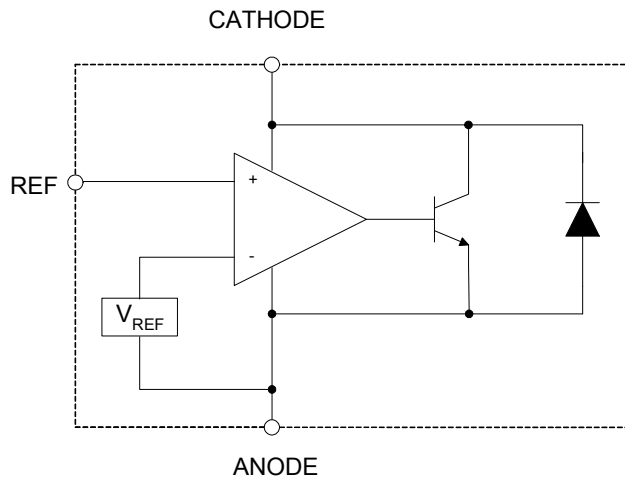 CATHODE
REF
+
-
VREF
ANODE